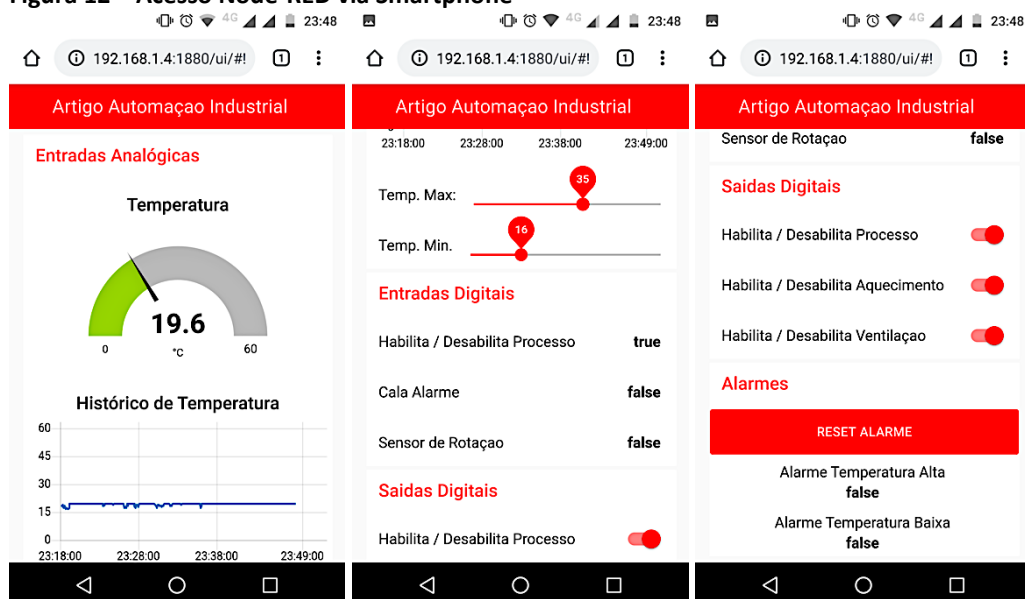 Figura 12 – Acesso Node-RED via Smartphone
4G 23:48
192.168.1.4:1880/ui/#! 1
Artigo Automaçao Industrial
Entradas Analógicas
Temperatura
19.6
0 °C 60
Histórico de Temperatura
60
45
30
15
0
23:18:00 23:28:00 23:38:00 23:49:00
4G 23:48
192.168.1.4:1880/ui/#! 1
Artigo Automaçao Industrial
23:18:00 23:28:00 23:38:00 23:49:00
35
Temp. Max:
16
Temp. Min.
Entradas Digitais
Habilita / Desabilita Processo true
Cala Alarme false
Sensor de Rotaçao false
Saidas Digitais
Habilita / Desabilita Processo
4G 23:48
192.168.1.4:1880/ui/#! 1
Artigo Automaçao Industrial
Sensor de Rotaçao false
Saidas Digitais
Habilita / Desabilita Processo
Habilita / Desabilita Aquecimento
Habilita / Desabilita Ventilaçao
Alarmes
RESET ALARME
Alarme Temperatura Alta
false
Alarme Temperatura Baixa
false